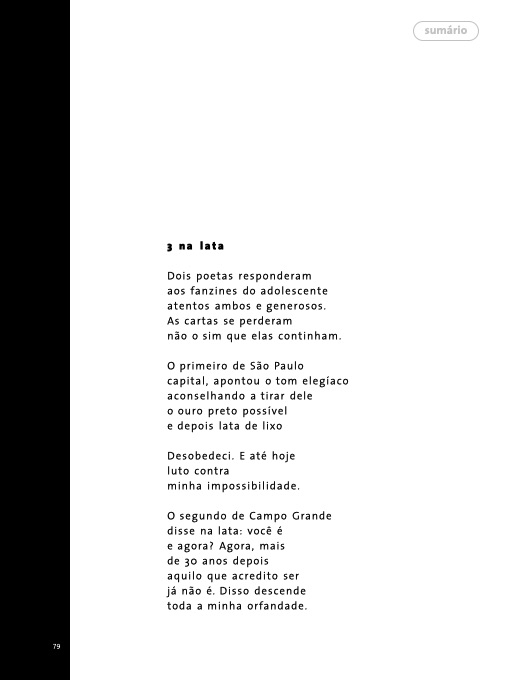 sumário
3 na lata
Dois poetas responderam
aos fanzines do adolescente
atentos ambos e generosos.
As cartas se perderam
não o sim que elas continham.
O primeiro de São Paulo
capital, apontou o tom elegíaco
aconselhando a tirar dele
o ouro preto possível
e depois lata de lixo
Desobedeci. E até hoje
luto contra
minha impossibilidade.
O segundo de Campo Grande
disse na lata: você é
e agora? Agora, mais
de 30 anos depois
aquilo que acredito ser
já não é. Disso descende
toda a minha orfandade.
79